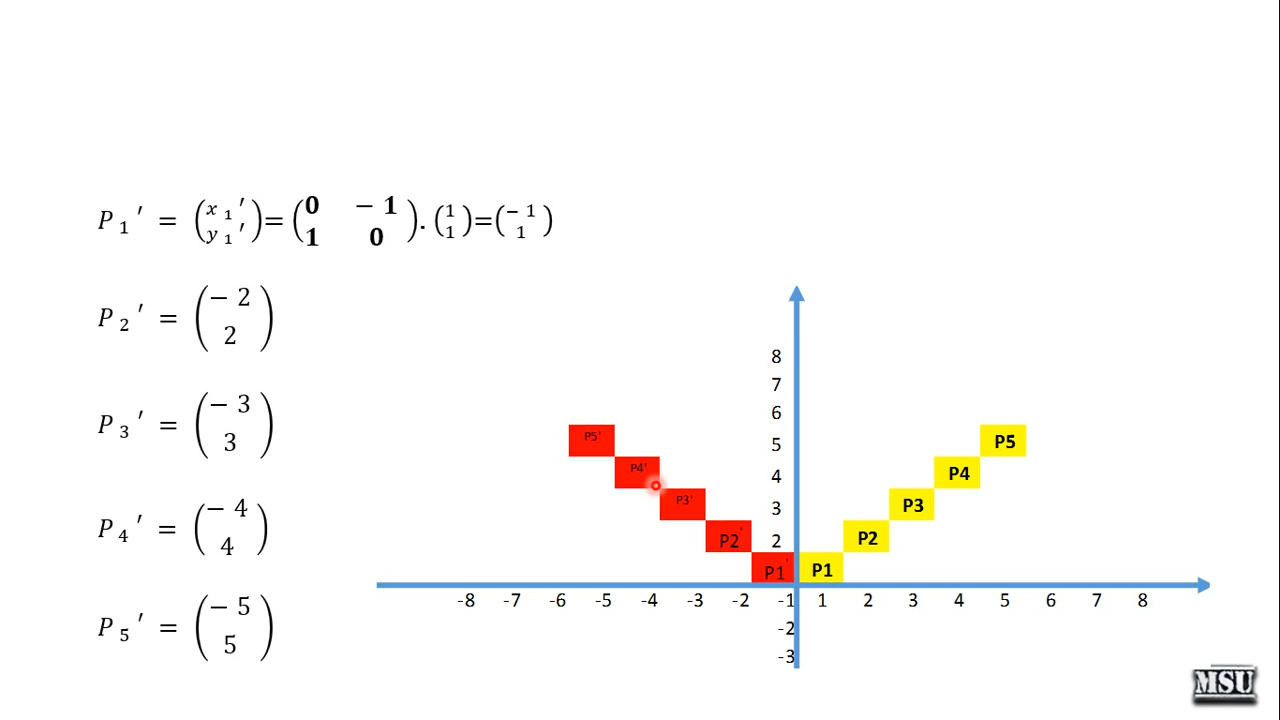 P₁′ = (x₁′ y₁′) = (0 −1 1 0) . (1 1) = (−1 1)
P₂′ = (−2 2)
P₃′ = (−3 3)
P₄′ = (−4 4)
P₅′ = (−5 5)
8
7
6
5
4
3
2
P5' P5
P4' P4
P3' P3
P2' P2
P1' P1
-8 -7 -6 -5 -4 -3 -2 -1 1 2 3 4 5 6 7 8
-2
-3
MSU